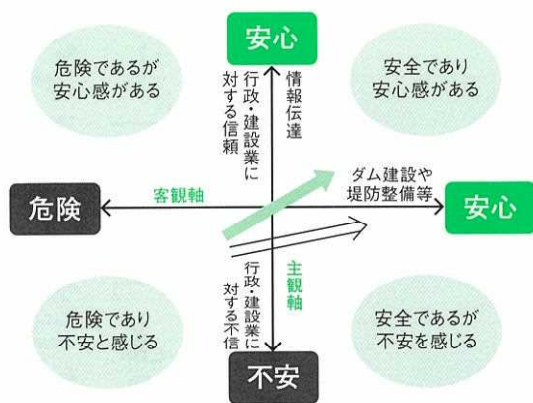 安心
危険であるが
安心感がある
行政・建設業に
対する信頼
情報伝達
安全であり
安心感がある
危険
客観軸
ダム建設や
堤防整備等
安心
危険であり
不安と感じる
行政・建設業に
対する不信
主観軸
安全であるが
不安を感じる
不安